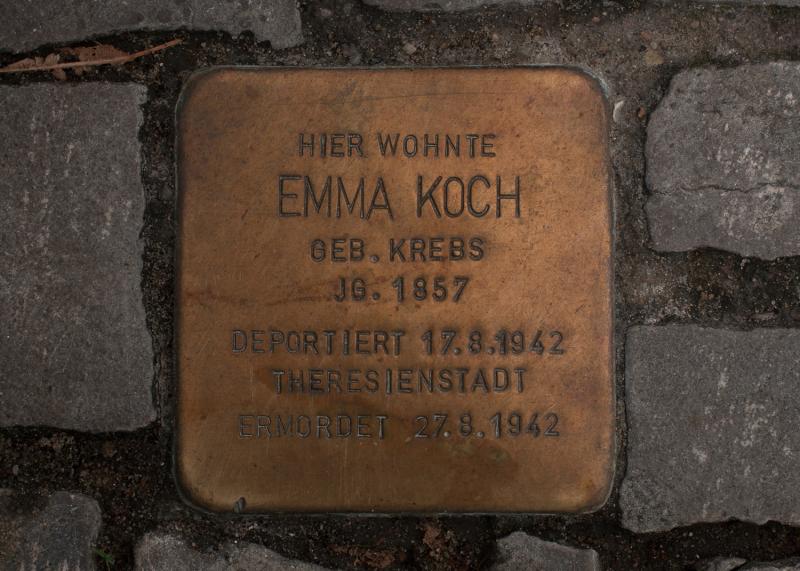 HIER WOHNTE
EMMA KOCH
GEB. KREBS
JG. 1857
DEPORTIERT 17.8.1942
THERESIENSTADT
ERMORDET 27.8.1942